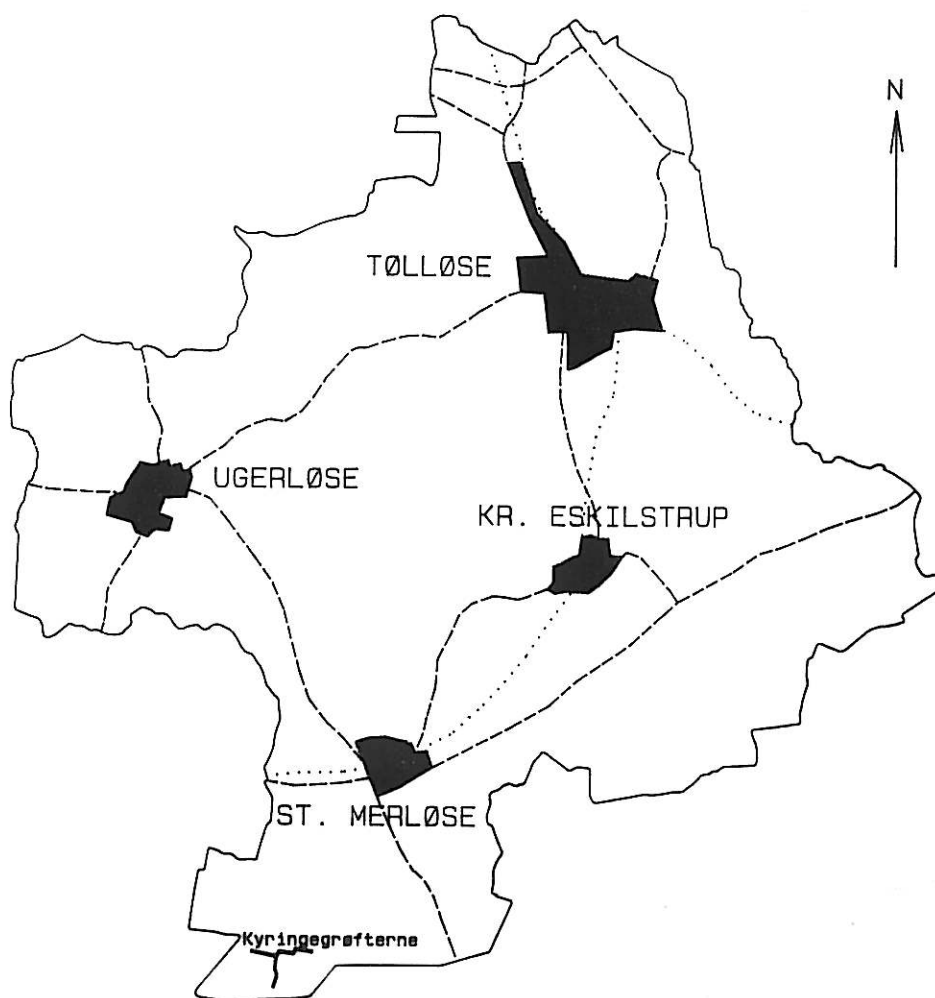 N
TØLLØSE
UGERLØSE
KR. ESKILSTRUP
ST. MERLØSE
Kyringegrøfterne